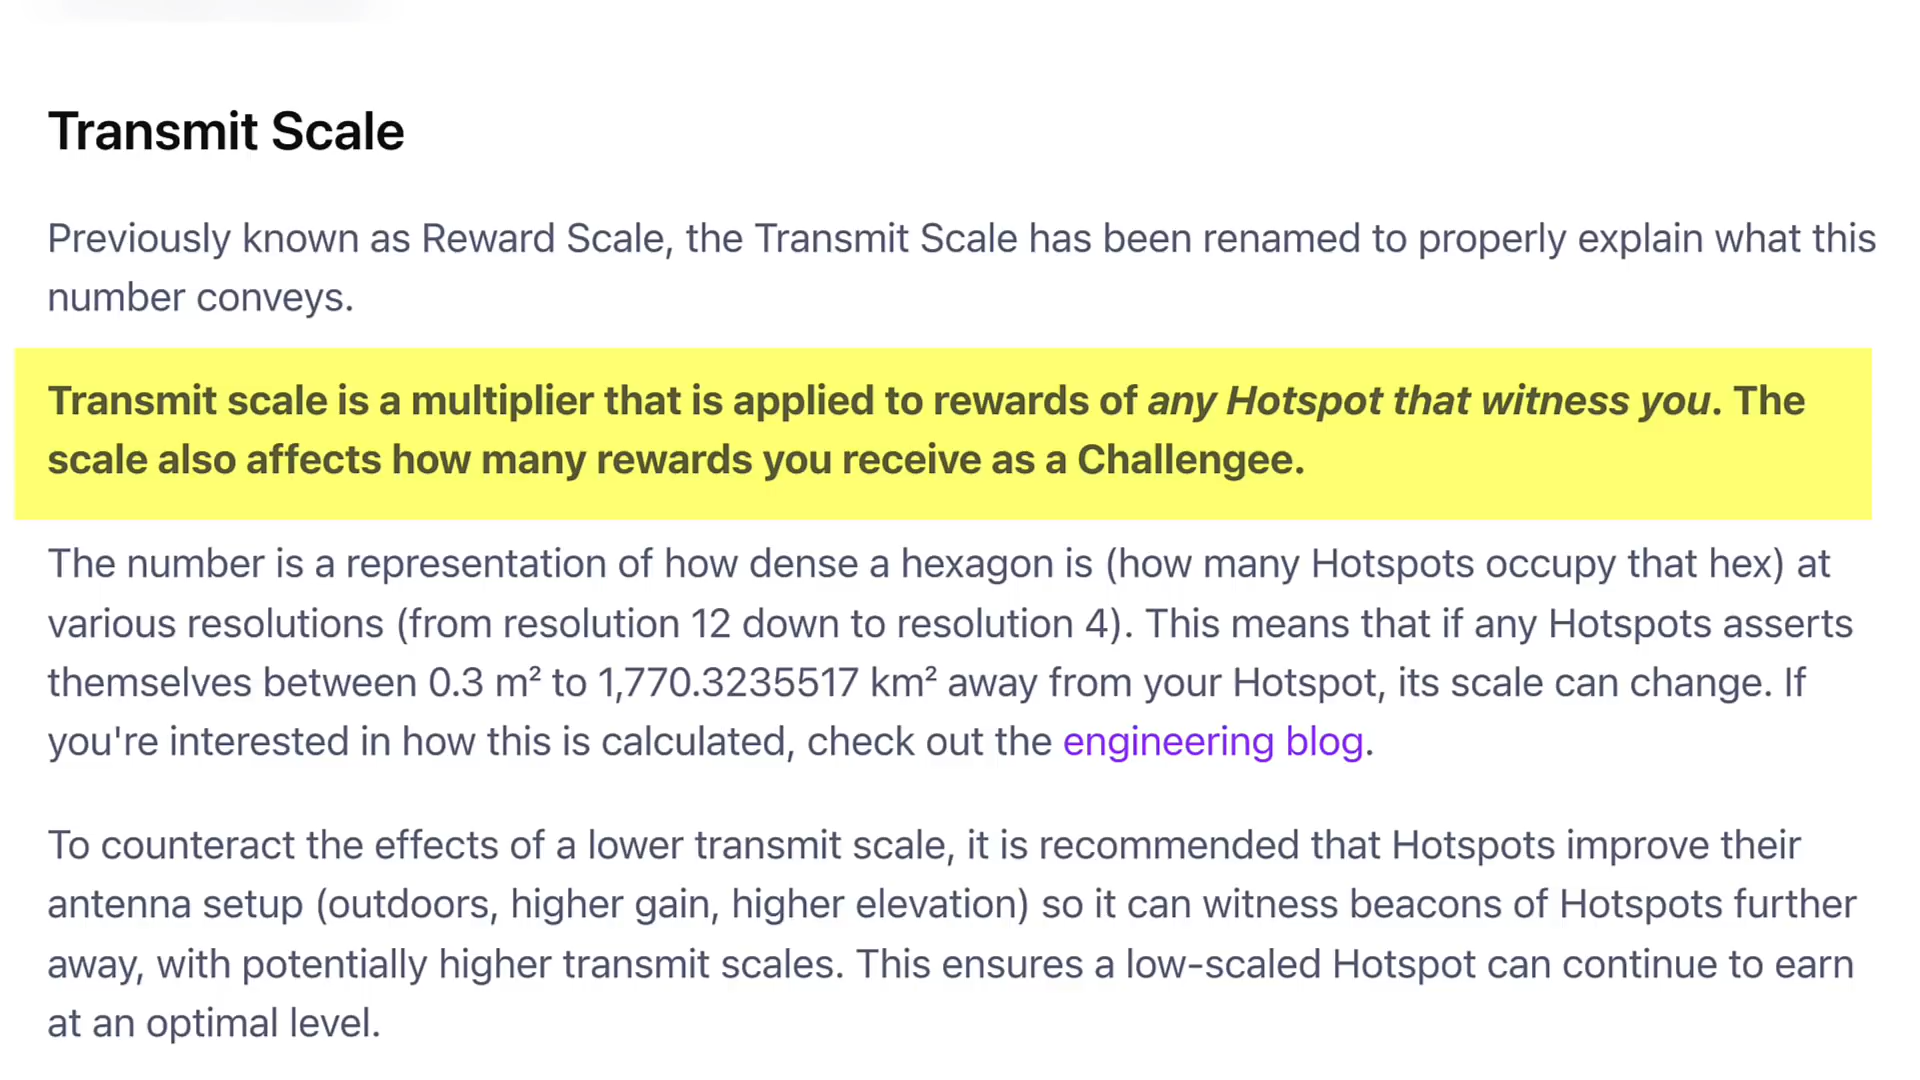 Transmit Scale
Previously known as Reward Scale, the Transmit Scale has been renamed to properly explain what this
number conveys.
Transmit scale is a multiplier that is applied to rewards of any Hotspot that witness you. The
scale also affects how many rewards you receive as a Challengee.
The number is a representation of how dense a hexagon is (how many Hotspots occupy that hex) at
various resolutions (from resolution 12 down to resolution 4). This means that if any Hotspots asserts
themselves between 0.3 m² to 1,770.3235517 km² away from your Hotspot, its scale can change. If
you're interested in how this is calculated, check out the engineering blog.
To counteract the effects of a lower transmit scale, it is recommended that Hotspots improve their
antenna setup (outdoors, higher gain, higher elevation) so it can witness beacons of Hotspots further
away, with potentially higher transmit scales. This ensures a low-scaled Hotspot can continue to earn
at an optimal level.